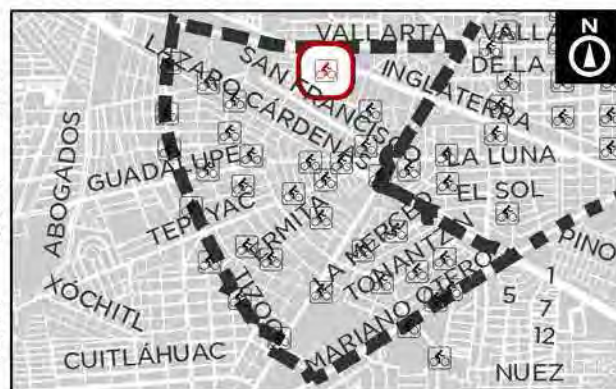 VALLARTA
VALLA
N
LÁZARO CÁRDENAS
SAN FRANCISCO
INGLATERRA
DE LA
ABOGADOS
GUADALUPE
LA LUNA
TEPEYAC
EL SOL
ERMITA
LA MERCED
TONANTZIN
PINO
XÓCHITL
TIZOC
MARIANO OTERO
1
5
7
12
CUITLÁHUAC
NUEZ